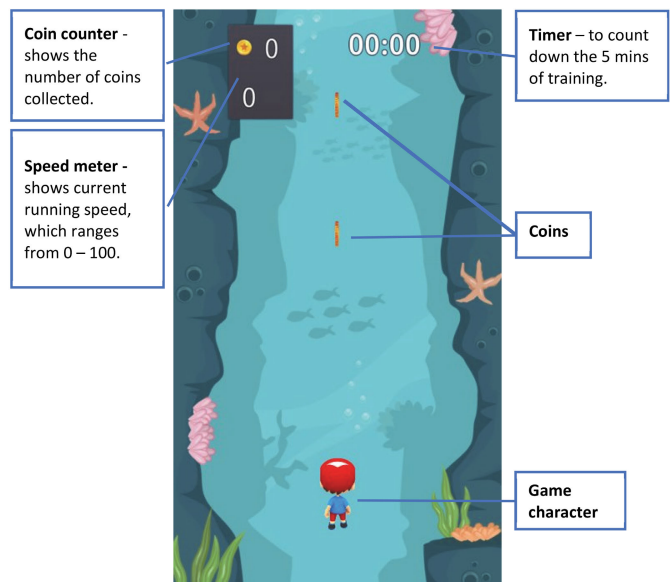 Coin counter -
shows the
number of coins
collected.
Speed meter -
shows current
running speed,
which ranges
from 0 – 100.
0
0
00:00
Timer – to count
down the 5 mins
of training.
Coins
Game
character